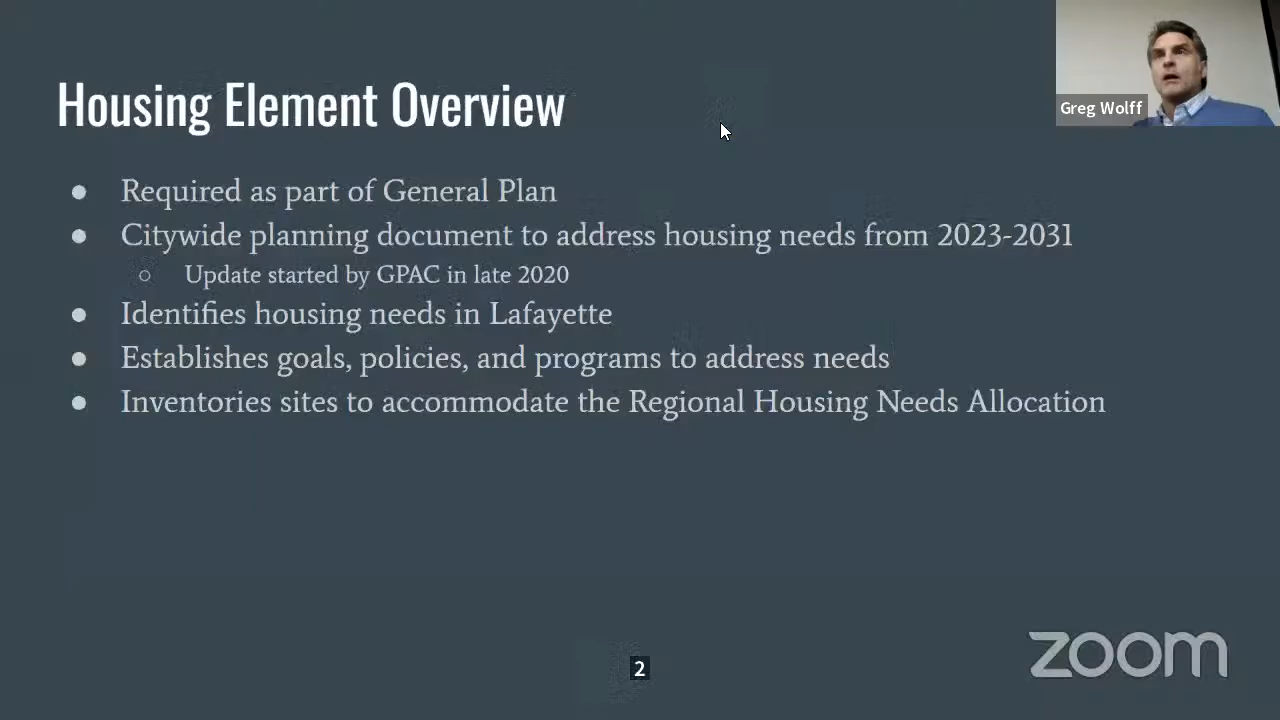 Housing Element Overview
Greg Wolff
● Required as part of General Plan
● Citywide planning document to address housing needs from 2023-2031
○ Update started by GPAC in late 2020
● Identifies housing needs in Lafayette
● Establishes goals, policies, and programs to address needs
● Inventories sites to accommodate the Regional Housing Needs Allocation
2
zoom